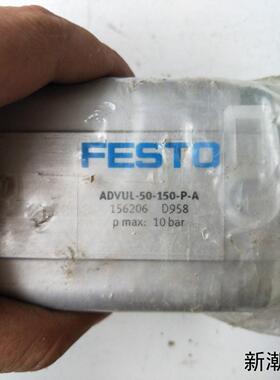 FESTO
ADVUL-50-150-P-A
156206 D958
p max: 10 bar
新潮